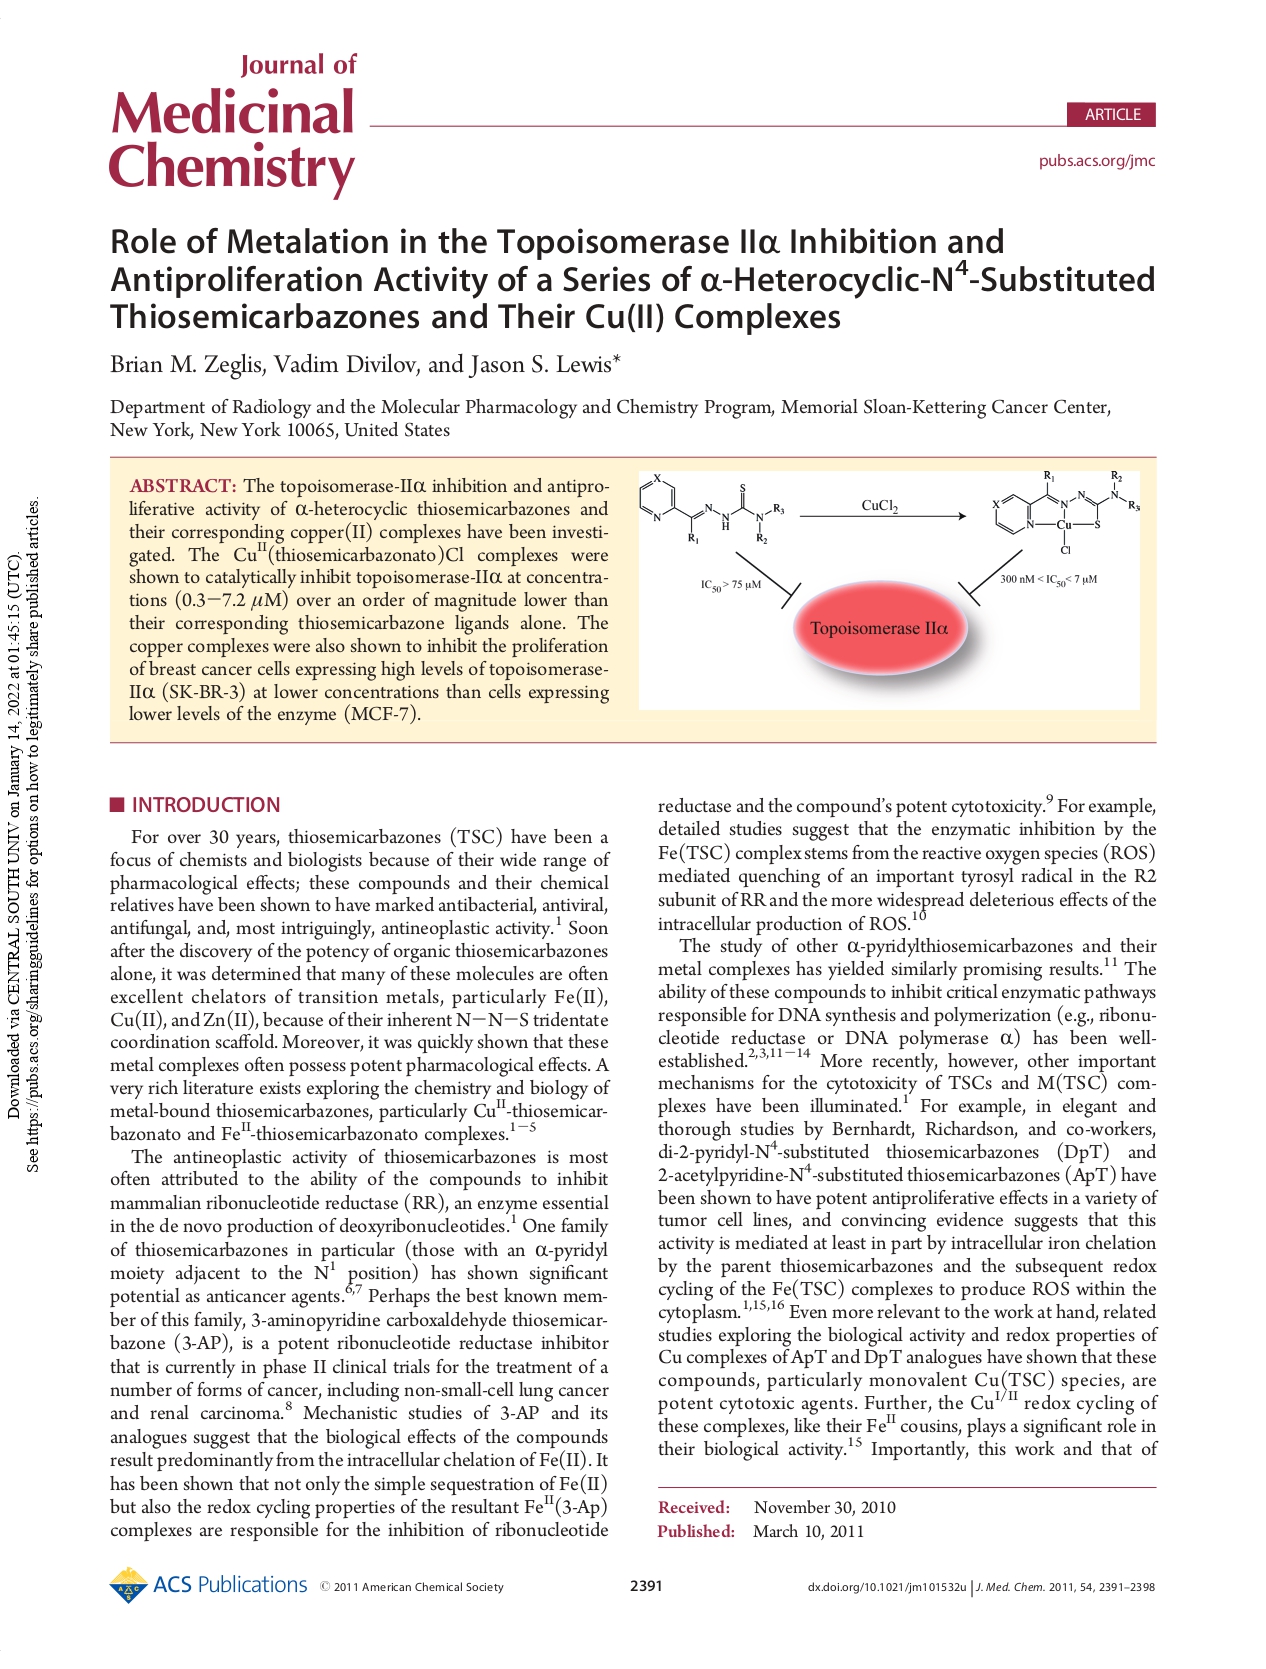 Journal of
Medicinal
Chemistry
ARTICLE
pubs.acs.org/jmc
Role of Metalation in the Topoisomerase IIα Inhibition and
Antiproliferation Activity of a Series of α-Heterocyclic-N⁴-Substituted
Thiosemicarbazones and Their Cu(II) Complexes
Brian M. Zeglis, Vadim Divilov, and Jason S. Lewis*
Department of Radiology and the Molecular Pharmacology and Chemistry Program, Memorial Sloan-Kettering Cancer Center,
New York, New York 10065, United States
ABSTRACT: The topoisomerase-IIα inhibition and antipro-
liferative activity of α-heterocyclic thiosemicarbazones and
their corresponding copper(II) complexes have been investi-
gated. The Cuᴵᴵ(thiosemicarbazonato)Cl complexes were
shown to catalytically inhibit topoisomerase-IIα at concentra-
tions (0.3−7.2 μM) over an order of magnitude lower than
their corresponding thiosemicarbazone ligands alone. The
copper complexes were also shown to inhibit the proliferation
of breast cancer cells expressing high levels of topoisomerase-
IIα (SK-BR-3) at lower concentrations than cells expressing
lower levels of the enzyme (MCF-7).
X
N
R₁
N
N
H
S
N
R₃
R₂
CuCl₂
X
N
R₁
N
N
Cu
Cl
S
R₂
N
R₃
IC₅₀ > 75 μM
300 nM < IC₅₀ < 7 μM
Topoisomerase IIα
■ INTRODUCTION
For over 30 years, thiosemicarbazones (TSC) have been a
focus of chemists and biologists because of their wide range of
pharmacological effects; these compounds and their chemical
relatives have been shown to have marked antibacterial, antiviral,
antifungal, and, most intriguingly, antineoplastic activity.¹ Soon
after the discovery of the potency of organic thiosemicarbazones
alone, it was determined that many of these molecules are often
excellent chelators of transition metals, particularly Fe(II),
Cu(II), and Zn(II), because of their inherent N−N−S tridentate
coordination scaffold. Moreover, it was quickly shown that these
metal complexes often possess potent pharmacological effects. A
very rich literature exists exploring the chemistry and biology of
metal-bound thiosemicarbazones, particularly Cuᴵᴵ-thiosemicar-
bazonato and Feᴵᴵ-thiosemicarbazonato complexes.¹⁻⁵
The antineoplastic activity of thiosemicarbazones is most
often attributed to the ability of the compounds to inhibit
mammalian ribonucleotide reductase (RR), an enzyme essential
in the de novo production of deoxyribonucleotides.¹ One family
of thiosemicarbazones in particular (those with an α-pyridyl
moiety adjacent to the N¹ position) has shown significant
potential as anticancer agents.⁶,⁷ Perhaps the best known mem-
ber of this family, 3-aminopyridine carboxaldehyde thiosemicar-
bazone (3-AP), is a potent ribonucleotide reductase inhibitor
that is currently in phase II clinical trials for the treatment of a
number of forms of cancer, including non-small-cell lung cancer
and renal carcinoma.⁸ Mechanistic studies of 3-AP and its
analogues suggest that the biological effects of the compounds
result predominantly from the intracellular chelation of Fe(II). It
has been shown that not only the simple sequestration of Fe(II)
but also the redox cycling properties of the resultant Feᴵᴵ(3-Ap)
complexes are responsible for the inhibition of ribonucleotide
reductase and the compound's potent cytotoxicity.⁹ For example,
detailed studies suggest that the enzymatic inhibition by the
Fe(TSC) complex stems from the reactive oxygen species (ROS)
mediated quenching of an important tyrosyl radical in the R2
subunit of RR and the more widespread deleterious effects of the
intracellular production of ROS.¹⁰
The study of other α-pyridylthiosemicarbazones and their
metal complexes has yielded similarly promising results.¹¹ The
ability of these compounds to inhibit critical enzymatic pathways
responsible for DNA synthesis and polymerization (e.g., ribonu-
cleotide reductase or DNA polymerase α) has been well-
established.²,³,¹¹⁻¹⁴ More recently, however, other important
mechanisms for the cytotoxicity of TSCs and M(TSC) com-
plexes have been illuminated.¹ For example, in elegant and
thorough studies by Bernhardt, Richardson, and co-workers,
di-2-pyridyl-N⁴-substituted thiosemicarbazones (DpT) and
2-acetylpyridine-N⁴-substituted thiosemicarbazones (ApT) have
been shown to have potent antiproliferative effects in a variety of
tumor cell lines, and convincing evidence suggests that this
activity is mediated at least in part by intracellular iron chelation
by the parent thiosemicarbazones and the subsequent redox
cycling of the Fe(TSC) complexes to produce ROS within the
cytoplasm.¹,¹⁵,¹⁶ Even more relevant to the work at hand, related
studies exploring the biological activity and redox properties of
Cu complexes of ApT and DpT analogues have shown that these
compounds, particularly monovalent Cu(TSC) species, are
potent cytotoxic agents. Further, the Cuᴵ/ᴵᴵ redox cycling of
these complexes, like their Feᴵᴵ cousins, plays a significant role in
their biological activity.¹⁵ Importantly, this work and that of
Received: November 30, 2010
Published: March 10, 2011
ACS Publications © 2011 American Chemical Society
2391
dx.doi.org/10.1021/jm101532u | J. Med. Chem. 2011, 54, 2391–2398
Downloaded via CENTRAL SOUTH UNIV on January 14, 2022 at 01:45:15 (UTC).
See https://pubs.acs.org/sharingguidelines for options on how to legitimately share published articles.